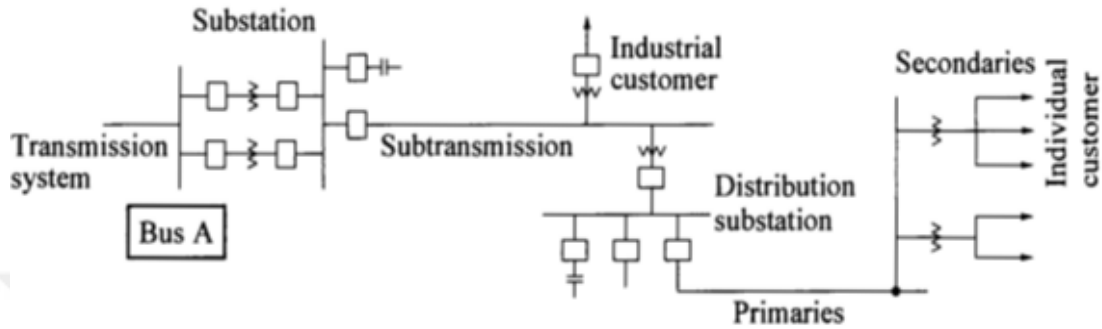 Substation
Industrial
customer
Secondaries
Individual
customer
Transmission
system
Subtransmission
Distribution
substation
Bus A
Primaries